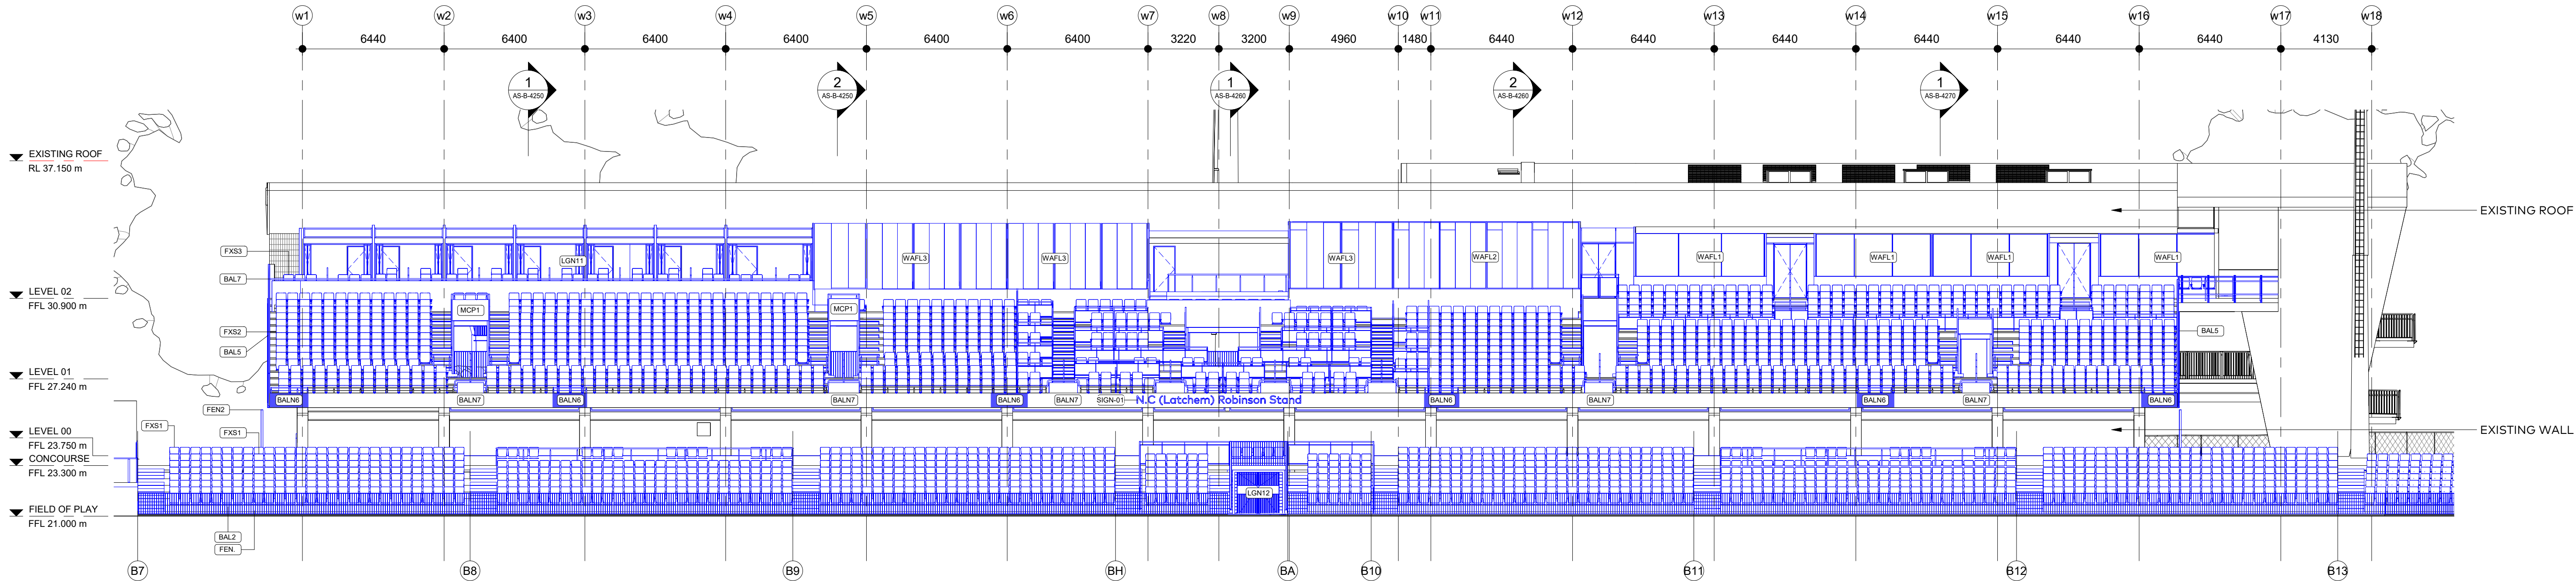 w1 w2 w3 w4 w5 w6 w7 w8 w9 w10 w11 w12 w13 w14 w15 w16 w17 w18
6440 6400 6400 6400 6400 6400 3220 3200 4960 1480 6440 6440 6440 6440 6440 6440 4130
1 2 1 2 1
AS-B-4250 AS-B-4250 AS-B-4260 AS-B-4260 AS-B-4270
EXISTING ROOF
RL 37.150 m
EXISTING ROOF
FXS3 LGN11 WAFL3 WAFL3 WAFL3 WAFL2 WAFL1 WAFL1 WAFL1 WAFL1
BAL7
LEVEL 02
FFL 30.900 m
MCP1 MCP1
FXS2 BAL5
BAL5
LEVEL 01
FFL 27.240 m
BALN6 BALN7 BALN6 BALN7 BALN6 BALN7 SIGN-01 N.C (Latchem) Robinson Stand BALN6 BALN7 BALN6 BALN7 BALN6
FEN2
FXS1
EXISTING WALL
LEVEL 00
FXS1
FFL 23.750 m
CONCOURSE
FFL 23.300 m
LGN12
FIELD OF PLAY
FFL 21.000 m
BAL2
FEN.
B7 B8 B9 BH BA B10 B11 B12 B13